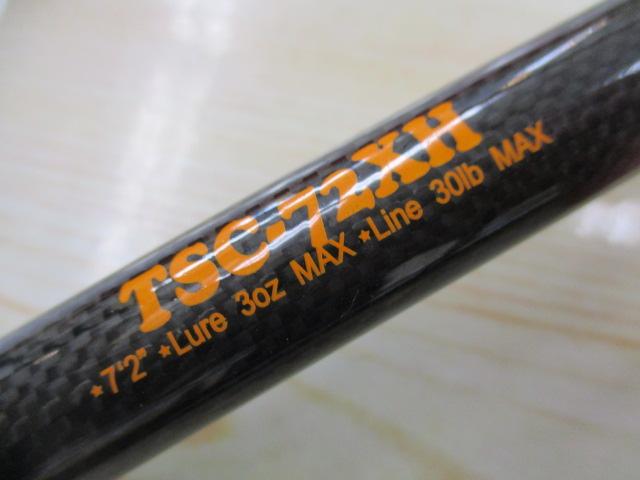 TSC-72XH
★7'2" ★Lure 3oz MAX ★Line 30lb MAX